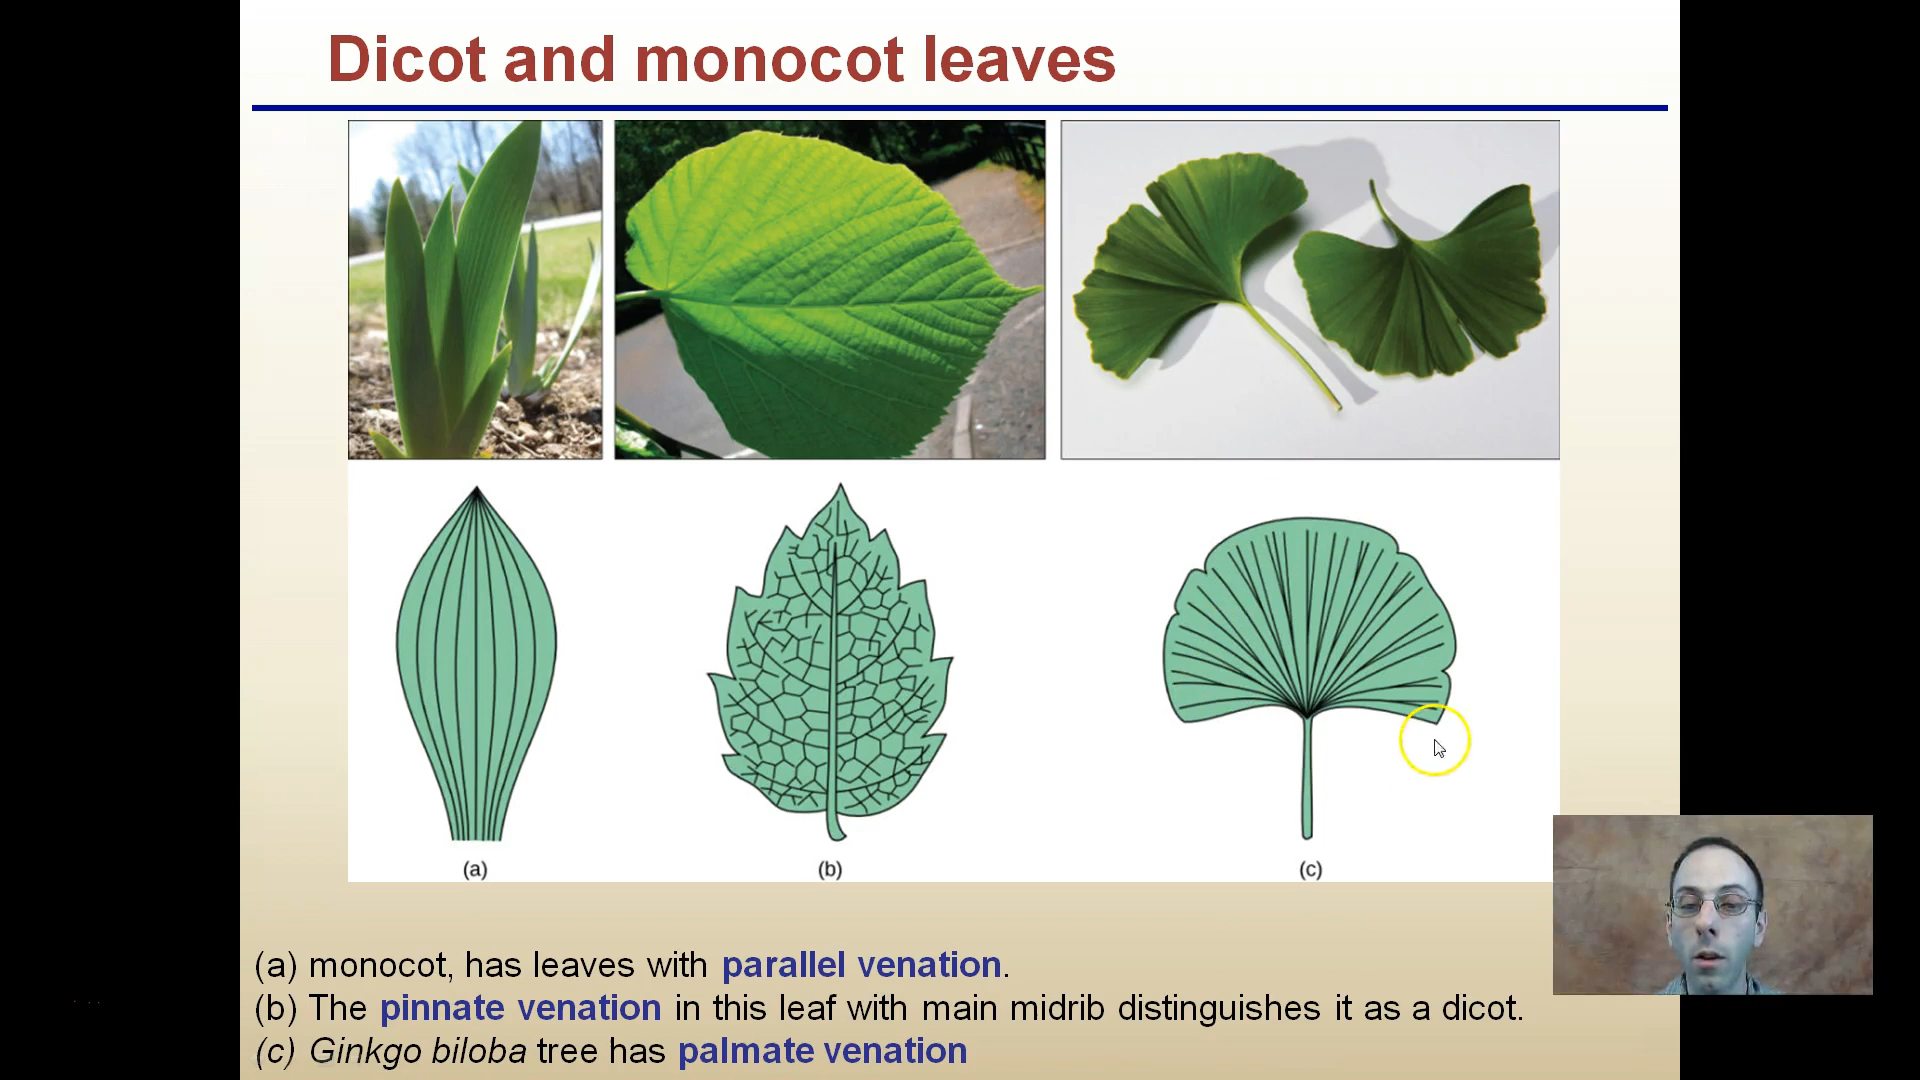 Dicot and monocot leaves
(a)
(b)
(c)
(a) monocot, has leaves with parallel venation.
(b) The pinnate venation in this leaf with main midrib distinguishes it as a dicot.
(c) Ginkgo biloba tree has palmate venation